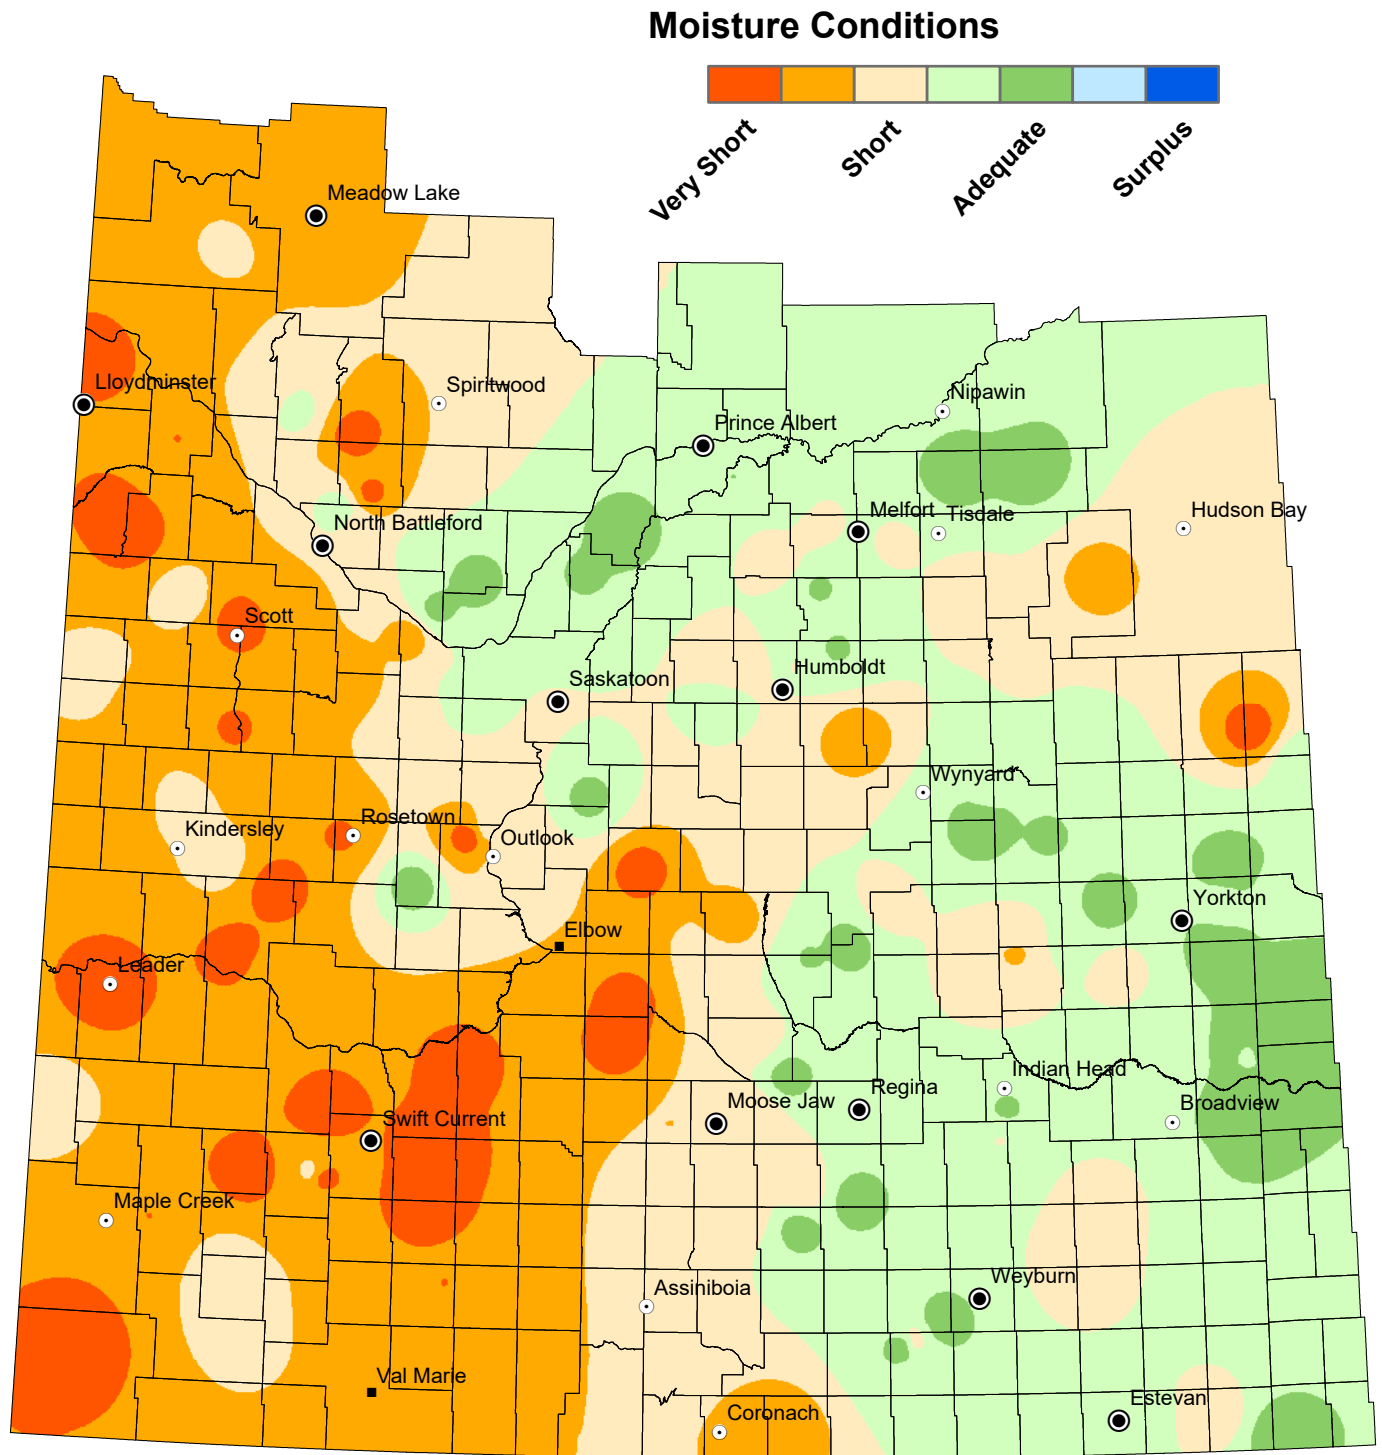 Moisture Conditions
Very Short
Short
Adequate
Surplus
Meadow Lake
Lloydminster
Spiritwood
Nipawin
Prince Albert
North Battleford
Melfort
Tisdale
Hudson Bay
Scott
Saskatoon
Humboldt
Wynyard
Kindersley
Rosetown
Outlook
Yorkton
Elbow
Leader
Indian Head
Moose Jaw
Regina
Broadview
Swift Current
Maple Creek
Weyburn
Assiniboia
Val Marie
Coronach
Estevan